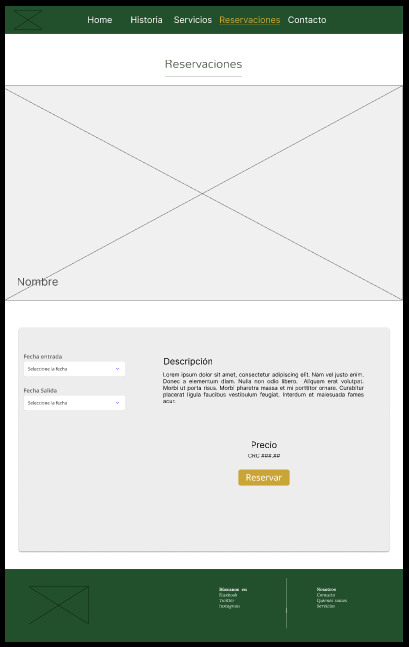 Home Historia Servicios Reservaciones Contacto
Reservaciones
Nombre
Fecha entrada
Seleccione la fecha
Fecha Salida
Seleccione la fecha
Descripción
Lorem ipsum dolor sit amet, consectetur adipiscing elit. Nam vel justo enim.
Donec a elementum diam. Nulla non odio libero. Aliquam erat volutpat.
Morbi ut porta risus. Morbi pharetra massa et mi porttitor ornare. Curabitur
placerat ligula faucibus vestibulum feugiat. Interdum et malesuada fames
acur.
Precio
CRC ###.##
Reservar
Búscanos en
Facebook
Twitter
Instagram
Nosotros
Contacto
Quienes somos
Servicios